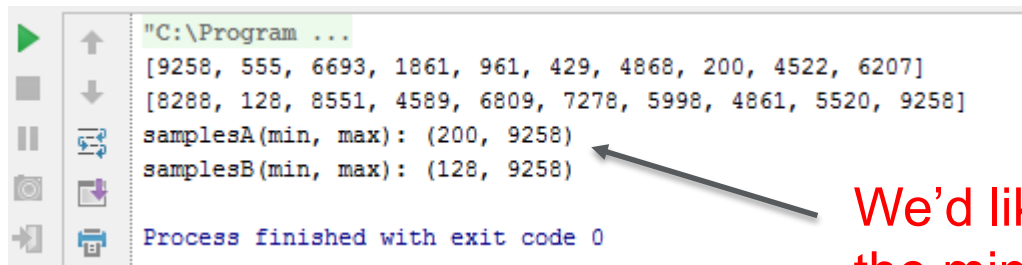 "C:\Program ...
[9258, 555, 6693, 1861, 961, 429, 4868, 200, 4522, 6207]
[8288, 128, 8551, 4589, 6809, 7278, 5998, 4861, 5520, 9258]
samplesA(min, max): (200, 9258)
samplesB(min, max): (128, 9258)
We'd
Process finished with exit code 0
the